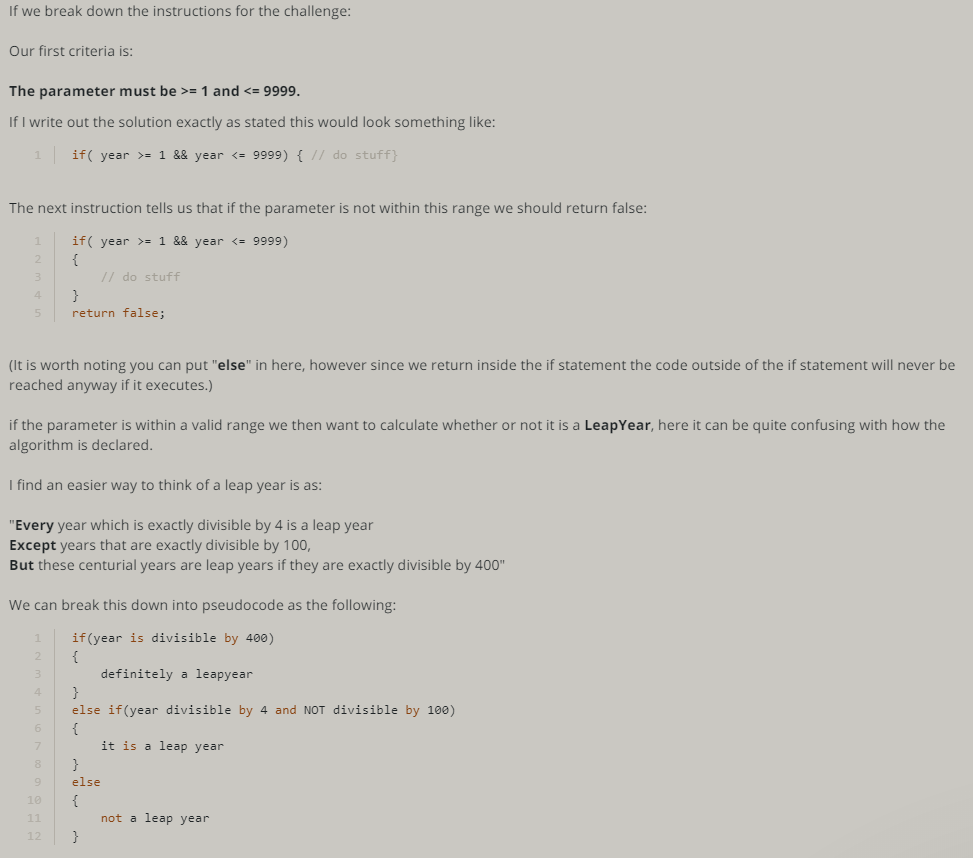 If we break down the instructions for the challenge:
Our first criteria is:
The parameter must be >= 1 and <= 9999.
If I write out the solution exactly as stated this would look something like:
1 if( year >= 1 && year <= 9999) { // do stuff}
The next instruction tells us that if the parameter is not within this range we should return false:
1 if( year >= 1 && year <= 9999)
2 {
3 // do stuff
4 }
5 return false;
(It is worth noting you can put "else" in here, however since we return inside the if statement the code outside of the if statement will never be
reached anyway if it executes.)
if the parameter is within a valid range we then want to calculate whether or not it is a LeapYear, here it can be quite confusing with how the
algorithm is declared.
I find an easier way to think of a leap year is as:
"Every year which is exactly divisible by 4 is a leap year
Except years that are exactly divisible by 100,
But these centurial years are leap years if they are exactly divisible by 400"
We can break this down into pseudocode as the following:
1 if(year is divisible by 400)
2 {
3 definitely a leapyear
4 }
5 else if(year divisible by 4 and NOT divisible by 100)
6 {
7 it is a leap year
8 }
9 else
10 {
11 not a leap year
12 }